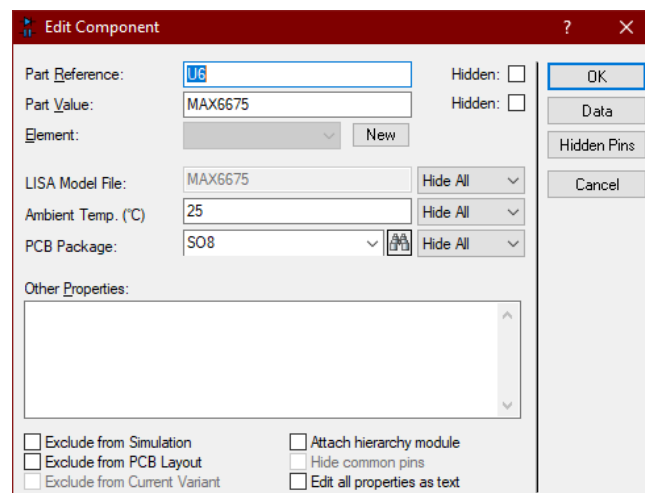 Edit Component ? ×
Part Reference: U6 Hidden: OK
Part Value: MAX6675 Hidden: Data
Element: New Hidden Pins
LISA Model File: MAX6675 Hide All Cancel
Ambient Temp. (°C) 25 Hide All
PCB Package: SO8 Hide All
Other Properties:
Exclude from Simulation Attach hierarchy module
Exclude from PCB Layout Hide common pins
Exclude from Current Variant Edit all properties as text